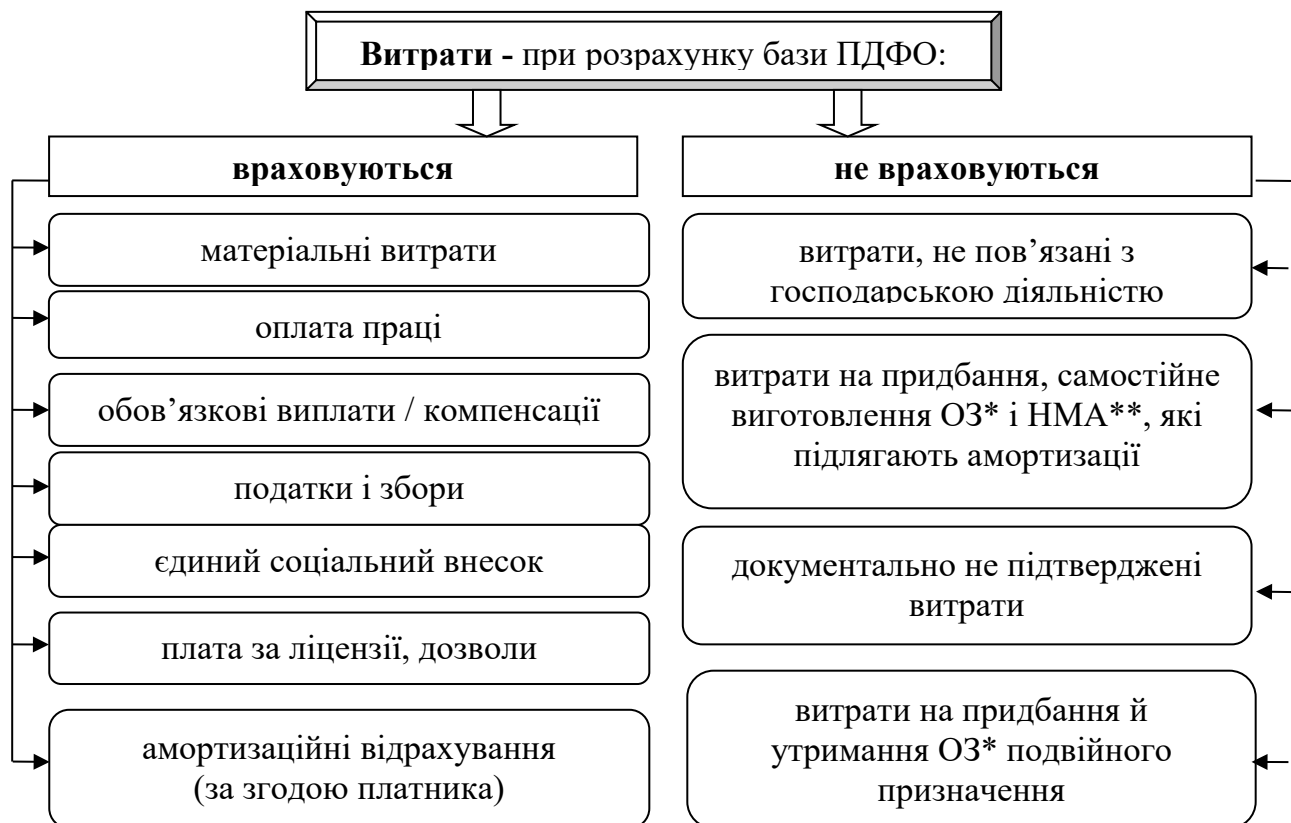 Витрати - при розрахунку бази ПДФО:
враховуються
матеріальні витрати
оплата праці
обов’язкові виплати / компенсації
податки і збори
єдиний соціальний внесок
плата за ліцензії, дозволи
амортизаційні відрахування
(за згодою платника)
не враховуються
витрати, не пов’язані з
господарською діяльністю
витрати на придбання, самостійне
виготовлення ОЗ* і НМА**, які
підлягають амортизації
документально не підтверджені
витрати
витрати на придбання й
утримання ОЗ* подвійного
призначення